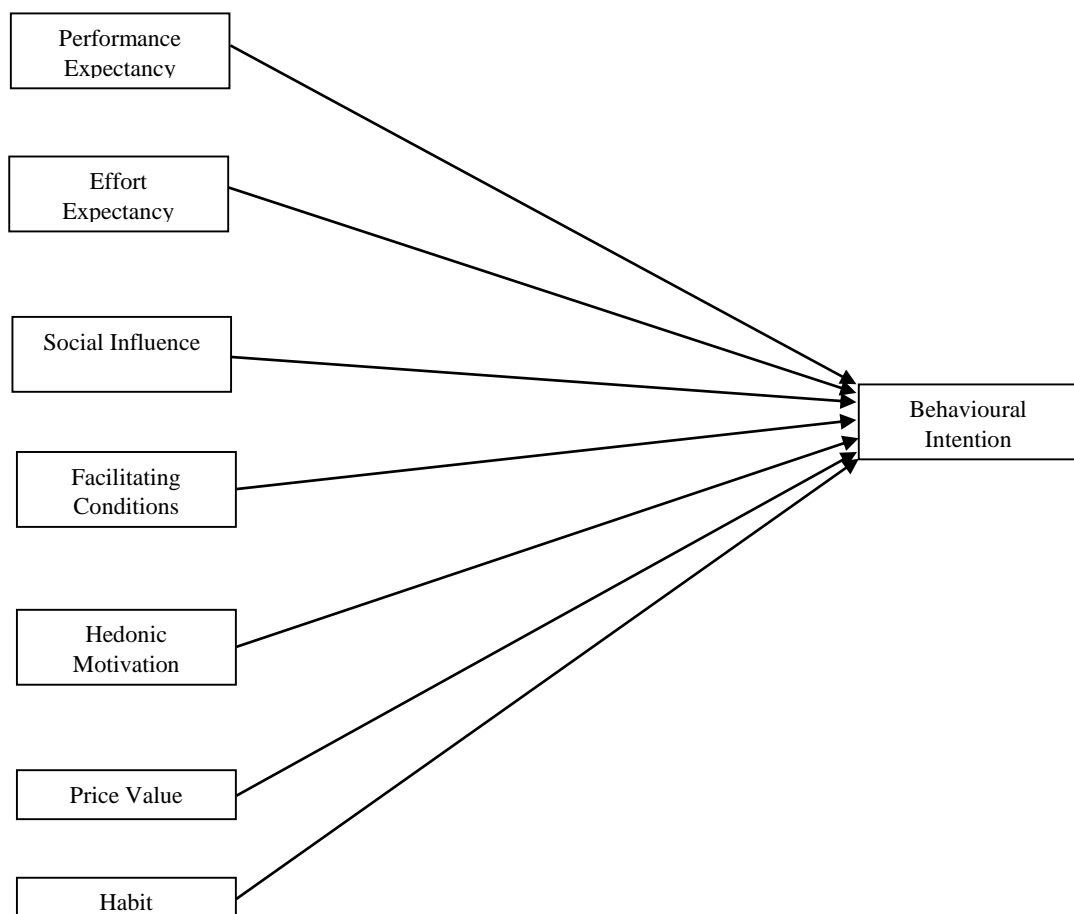 Performance
Expectancy
Effort
Expectancy
Social Influence
Facilitating
Conditions
Hedonic
Motivation
Price Value
Habit
Behavioural
Intention